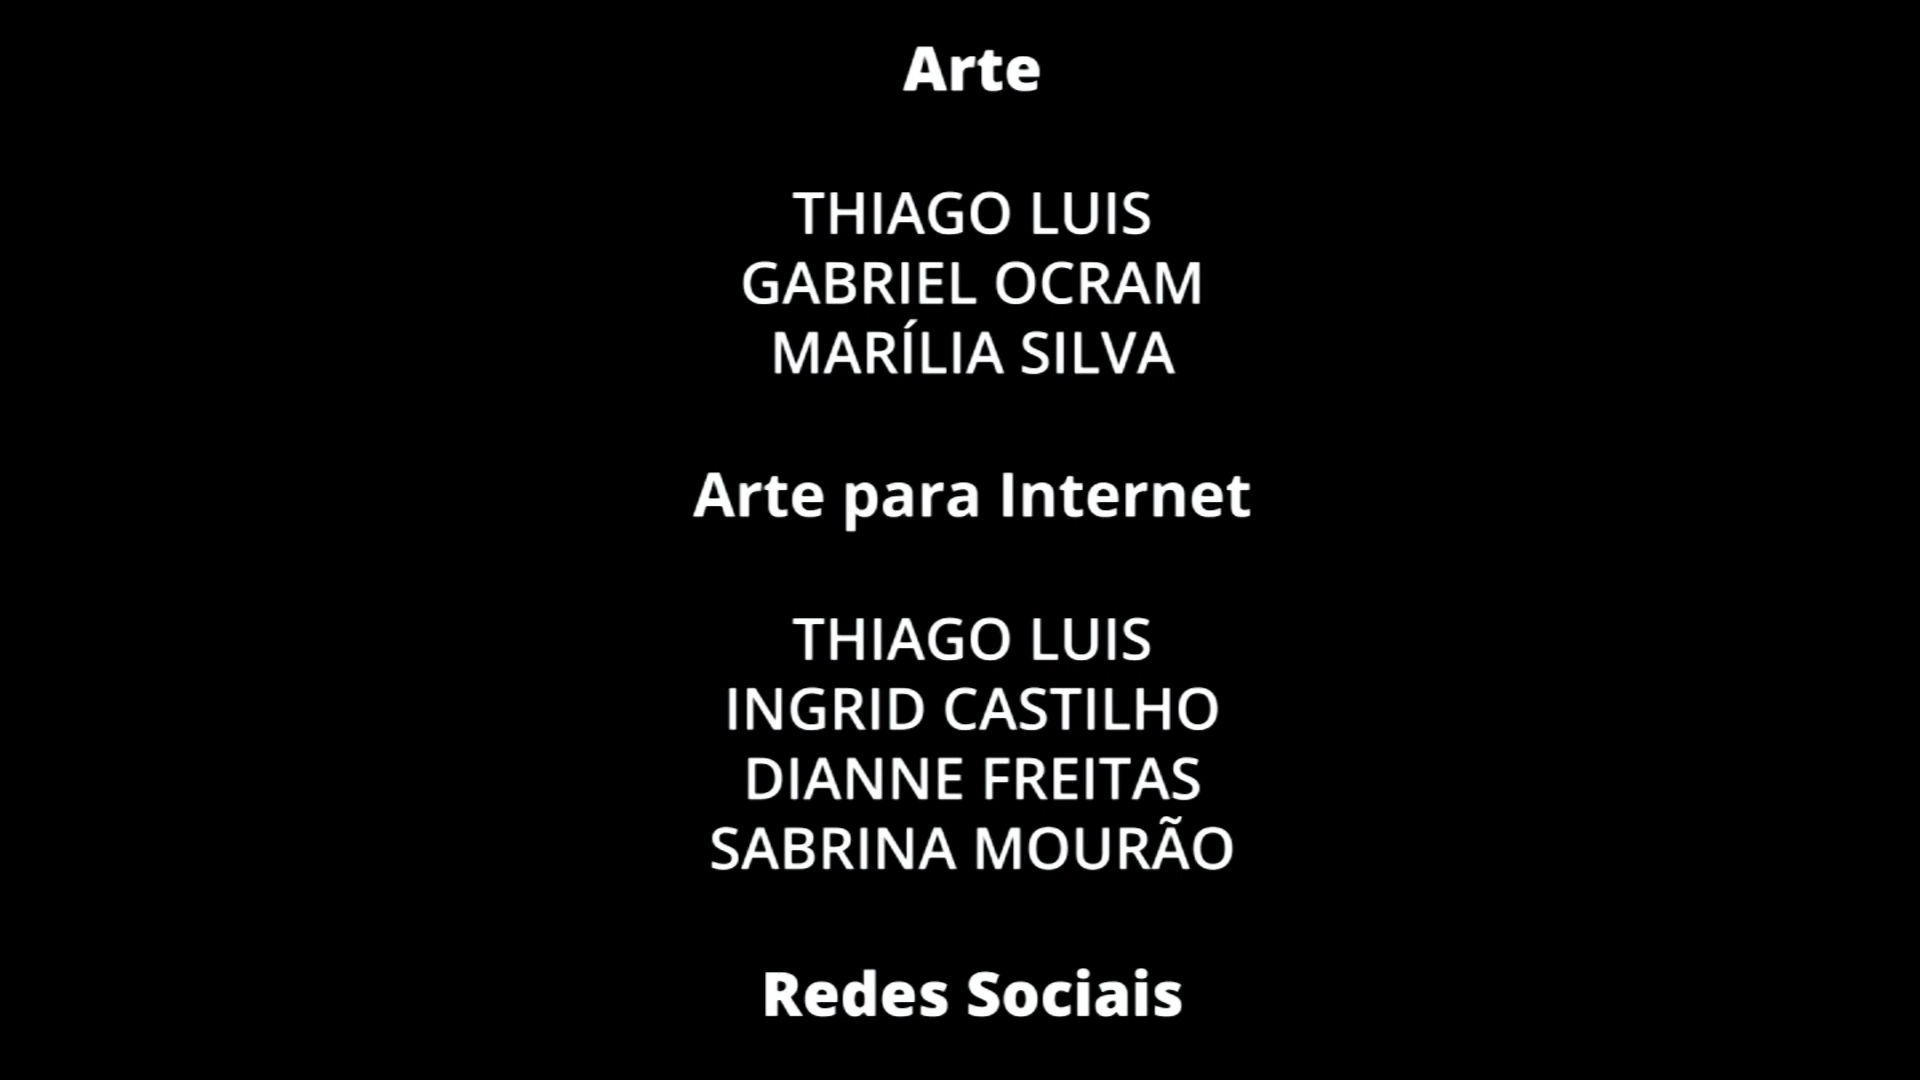 Arte
THIAGO LUIS
GABRIEL OCRAM
MARÍLIA SILVA
Arte para Internet
THIAGO LUIS
INGRID CASTILHO
DIANNE FREITAS
SABRINA MOURÃO
Redes Sociais